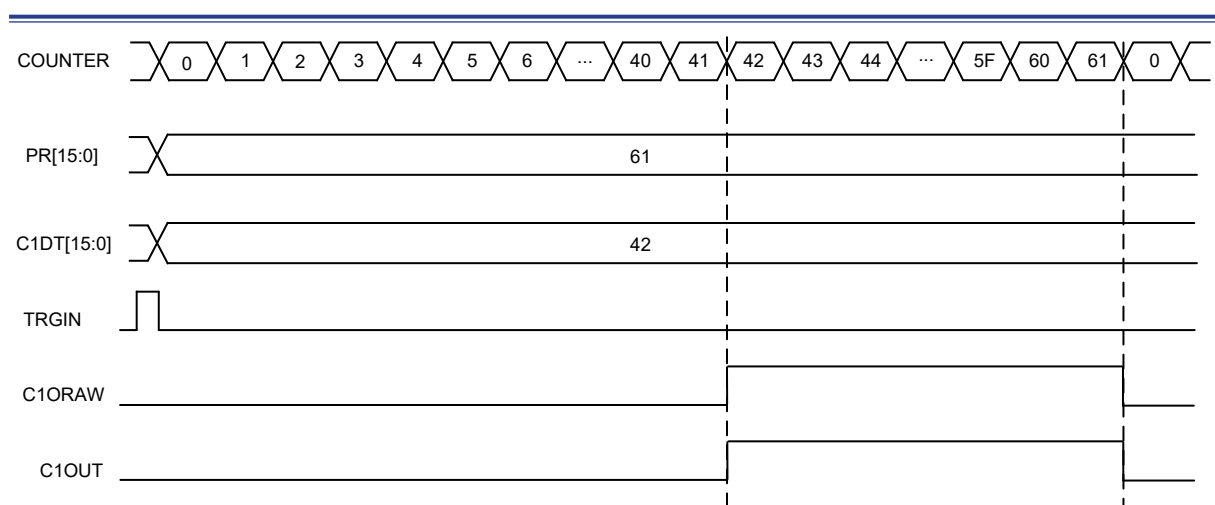 COUNTER 0 1 2 3 4 5 6 ... 40 41 42 43 44 ... 5F 60 61 0
PR[15:0] 61
C1DT[15:0] 42
TRGIN
C1ORAW
C1OUT